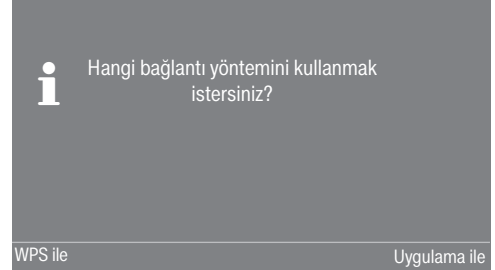 Hangi bağlantı yöntemini kullanmak
istersiniz?
WPS ile
Uygulama ile